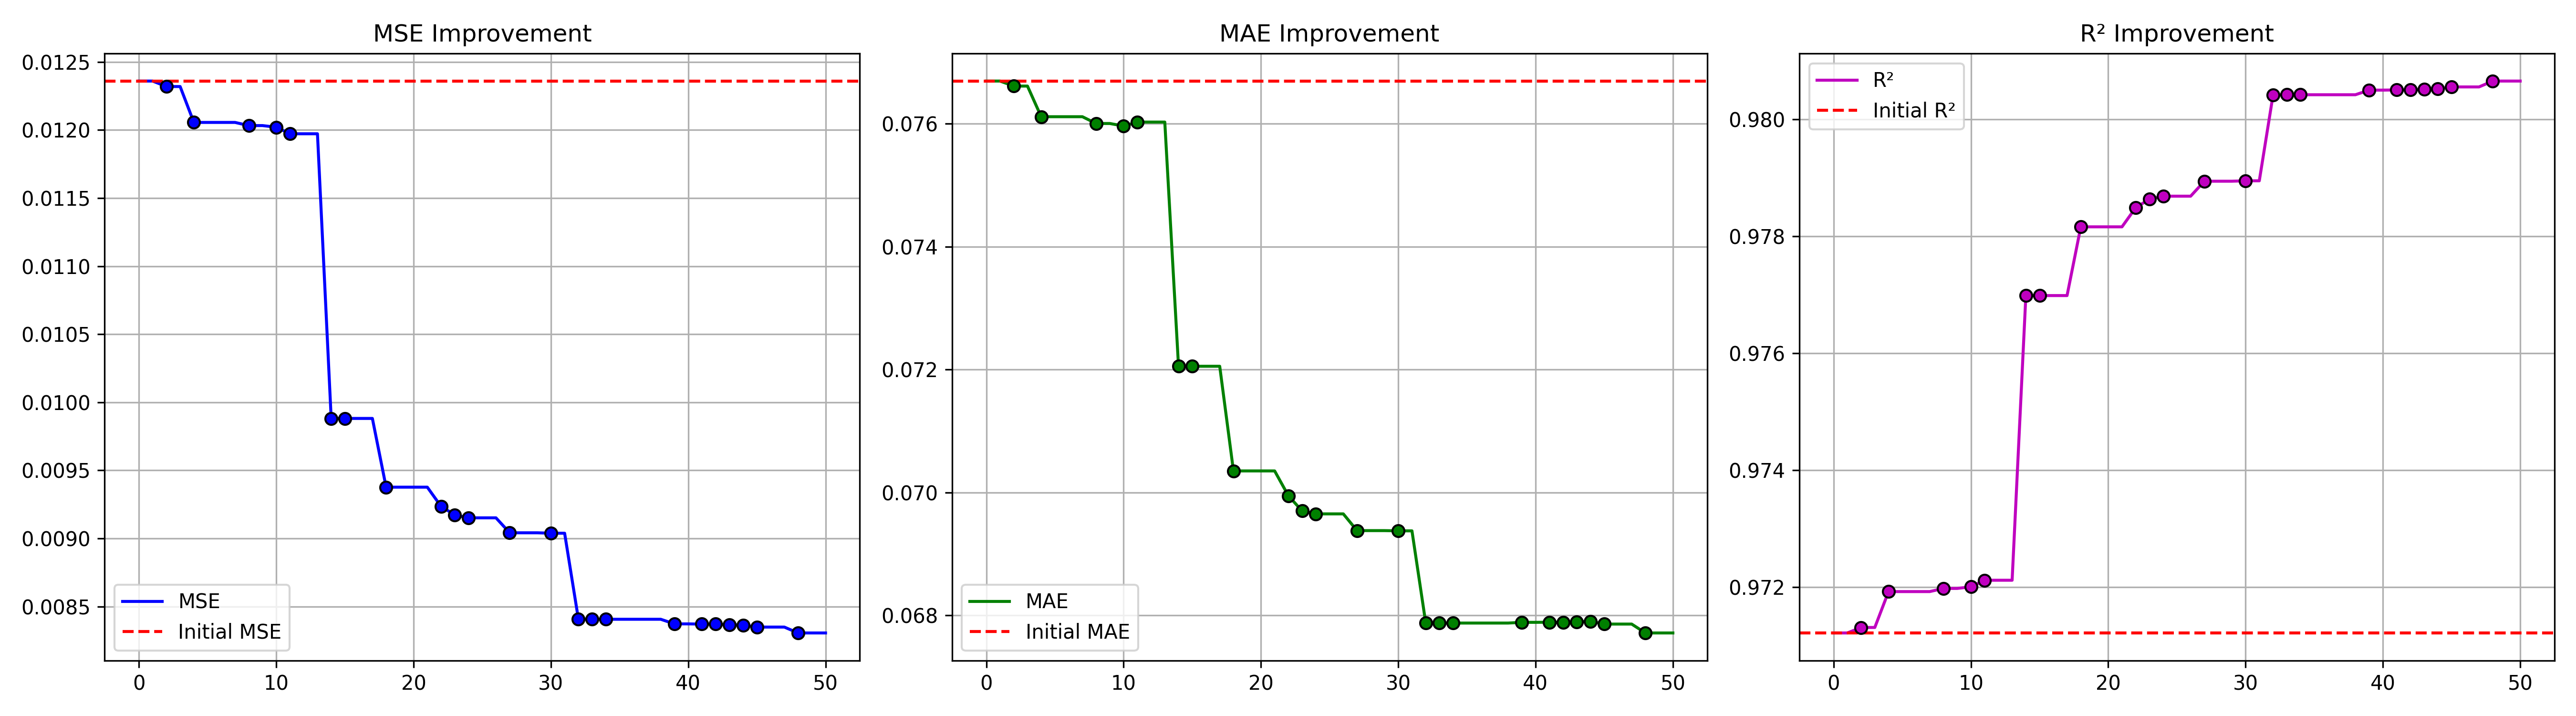 MSE Improvement
0.0125
0.0120
0.0115
0.0110
0.0105
0.0100
0.0095
0.0090
0.0085
MSE
Initial MSE
0 10 20 30 40 50
MAE Improvement
0.076
0.074
0.072
0.070
0.068
MAE
Initial MAE
0 10 20 30 40 50
R² Improvement
R²
Initial R²
0.980
0.978
0.976
0.974
0.972
0 10 20 30 40 50